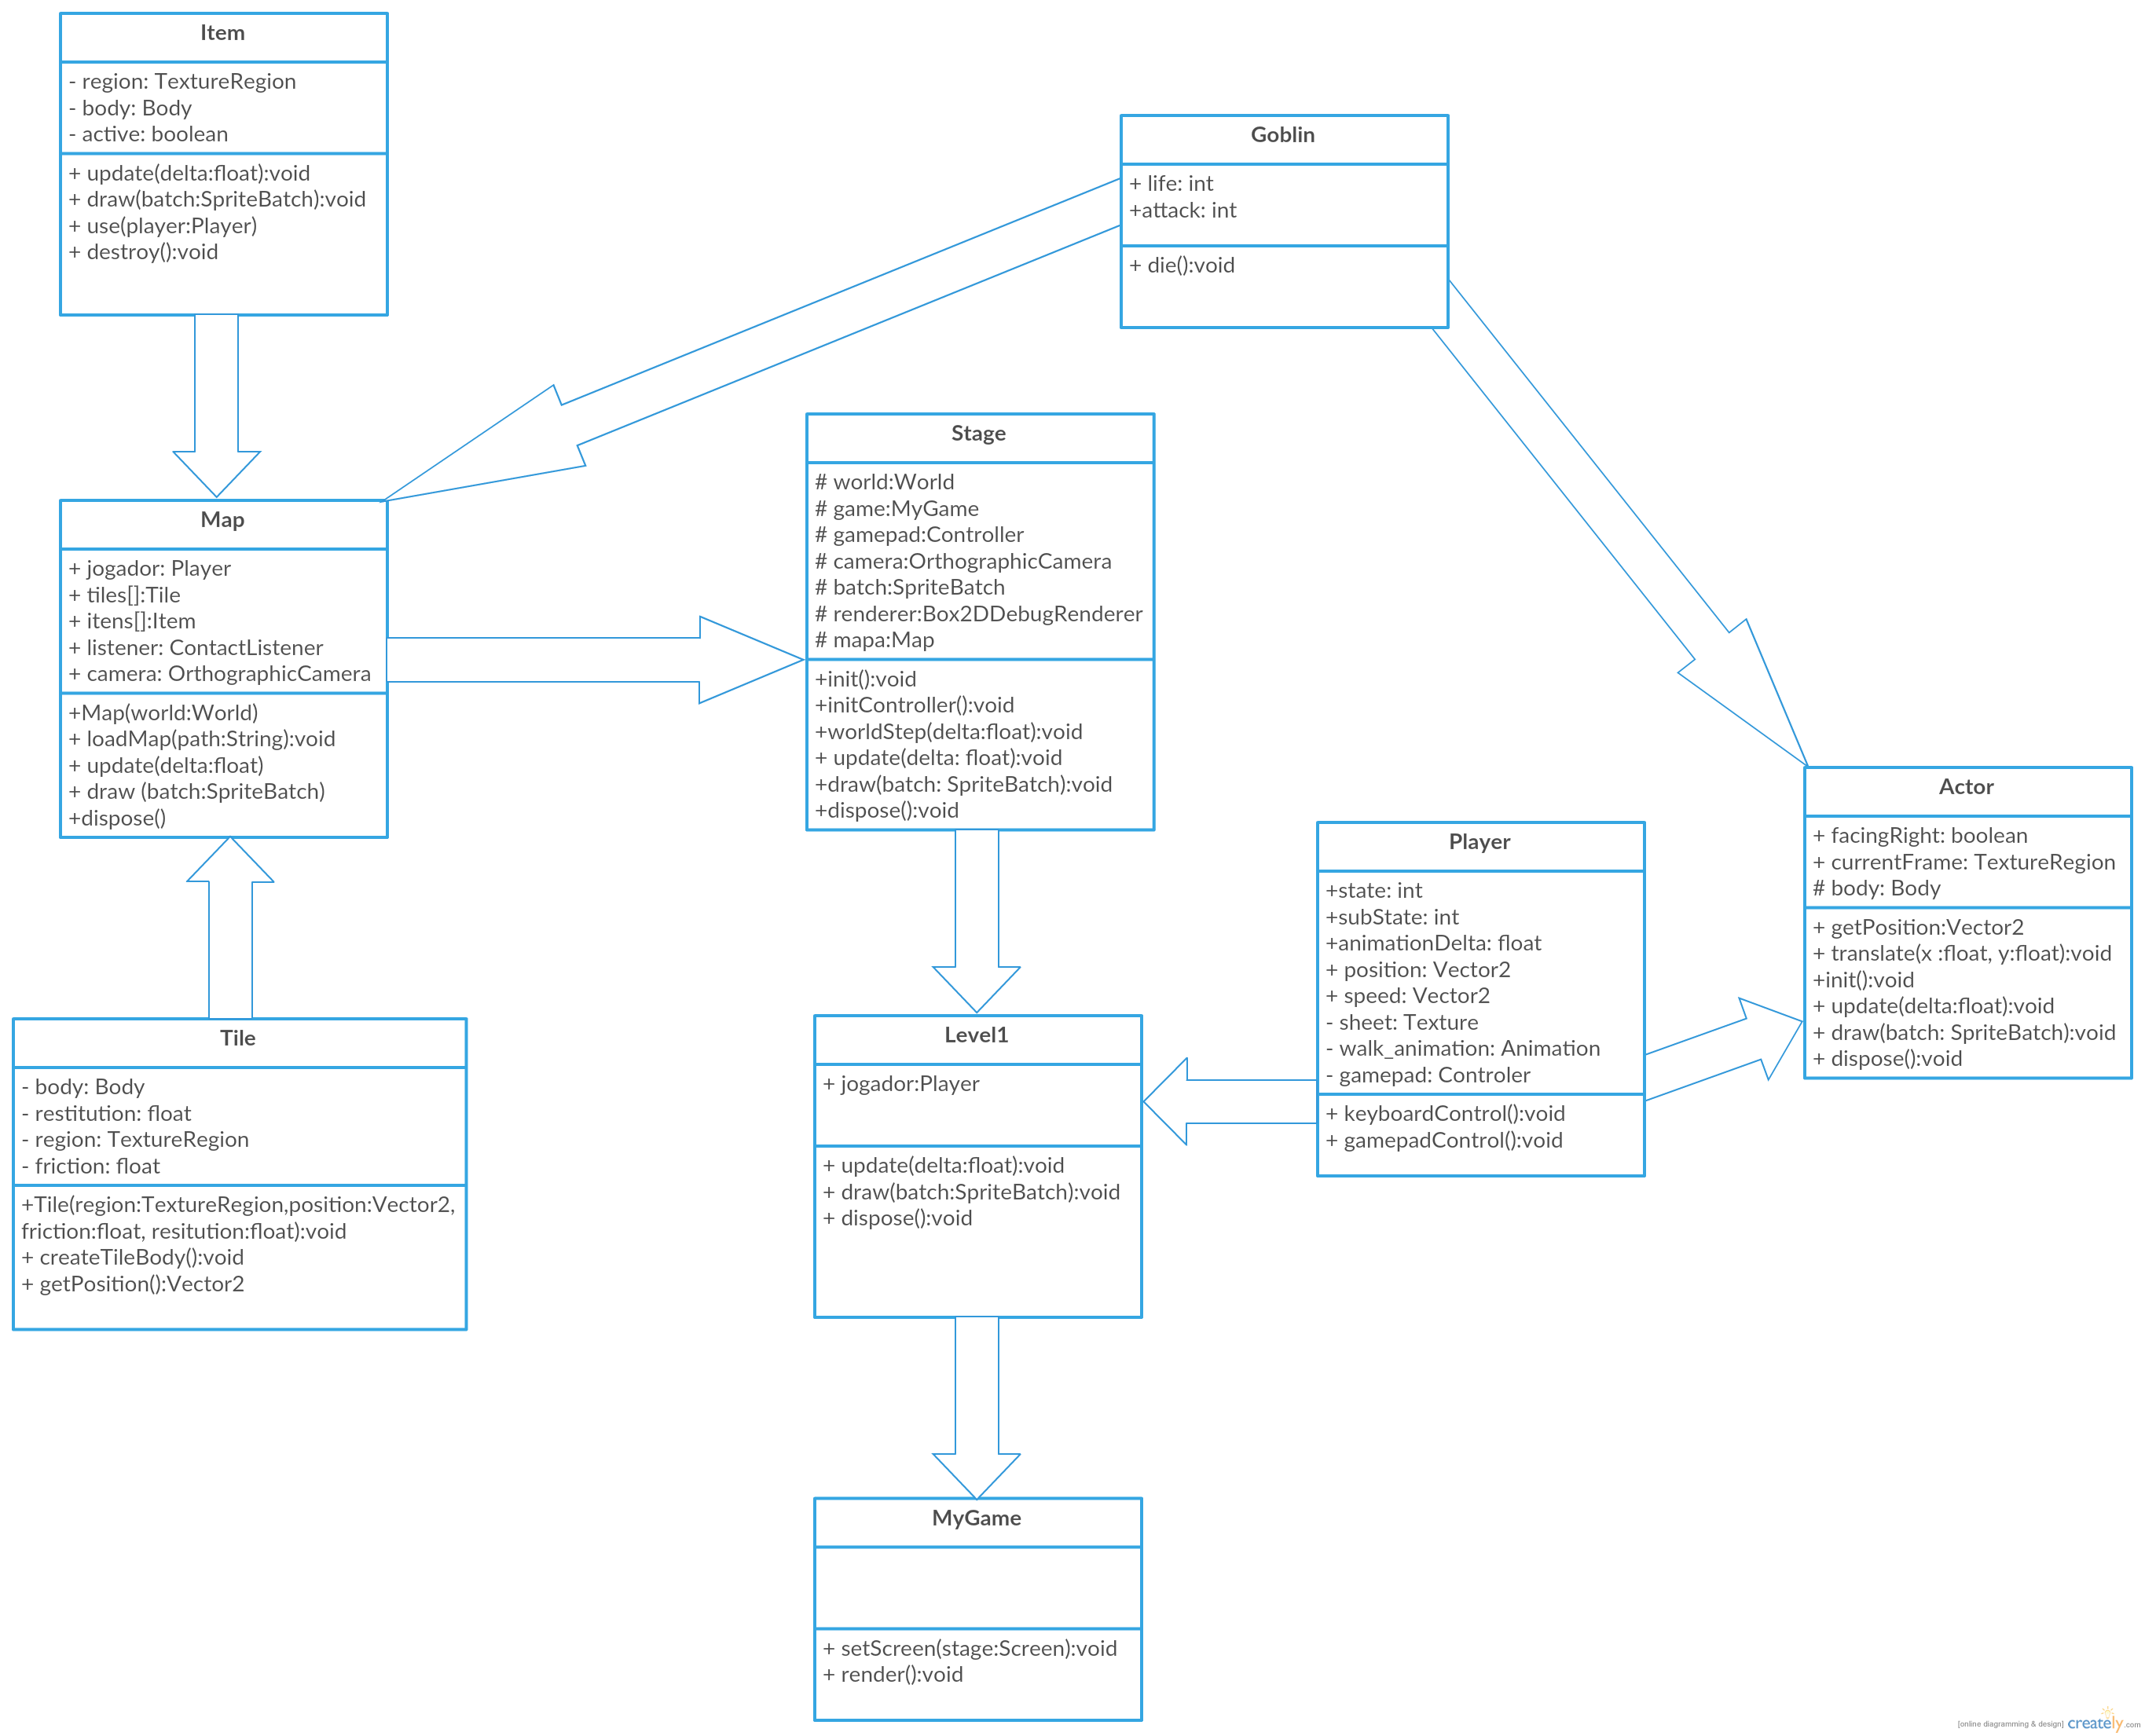 Item
- region: TextureRegion
- body: Body
- active: boolean
+ update(delta:float):void
+ draw(batch:SpriteBatch):void
+ use(player:Player)
+ destroy():void
Goblin
+ life: int
+attack: int
+ die():void
Stage
# world:World
# game:MyGame
# gamepad:Controller
# camera:OrthographicCamera
# batch:SpriteBatch
# renderer:Box2DDebugRenderer
# mapa:Map
+init():void
+initController():void
+worldStep(delta:float):void
+ update(delta: float):void
+draw(batch: SpriteBatch):void
+dispose():void
Map
+ jogador: Player
+ tiles[]:Tile
+ itens[]:Item
+ listener: ContactListener
+ camera: OrthographicCamera
+Map(world:World)
+ loadMap(path:String):void
+ update(delta:float)
+ draw (batch:SpriteBatch)
+dispose()
Actor
+ facingRight: boolean
+ currentFrame: TextureRegion
# body: Body
+ getPosition:Vector2
+ translate(x :float, y:float):void
+init():void
+ update(delta:float):void
+ draw(batch: SpriteBatch):void
+ dispose():void
Player
+state: int
+subState: int
+animationDelta: float
+ position: Vector2
+ speed: Vector2
- sheet: Texture
- walk_animation: Animation
- gamepad: Controler
+ keyboardControl():void
+ gamepadControl():void
Tile
- body: Body
- restitution: float
- region: TextureRegion
- friction: float
+Tile(region:TextureRegion,position:Vector2,
friction:float, resitution:float):void
+ createTileBody():void
+ getPosition():Vector2
Level1
+ jogador:Player
+ update(delta:float):void
+ draw(batch:SpriteBatch):void
+ dispose():void
MyGame
+ setScreen(stage:Screen):void
+ render():void
[online diagramming & design] creately.com